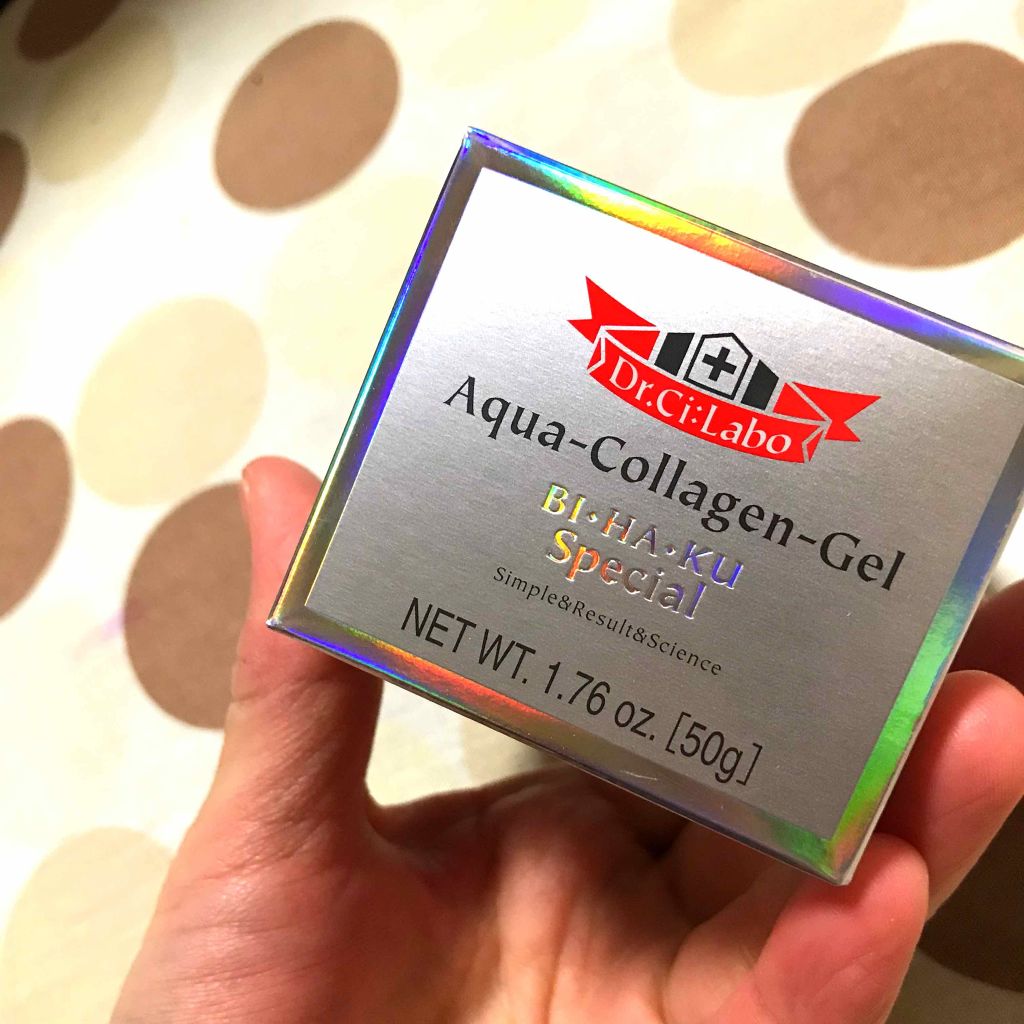 Dr.Ci:Labo
Aqua-Collagen-Gel
BI•HA•KU
Special
Simple&Result&Science
NET WT. 1.76 oz. [50g]